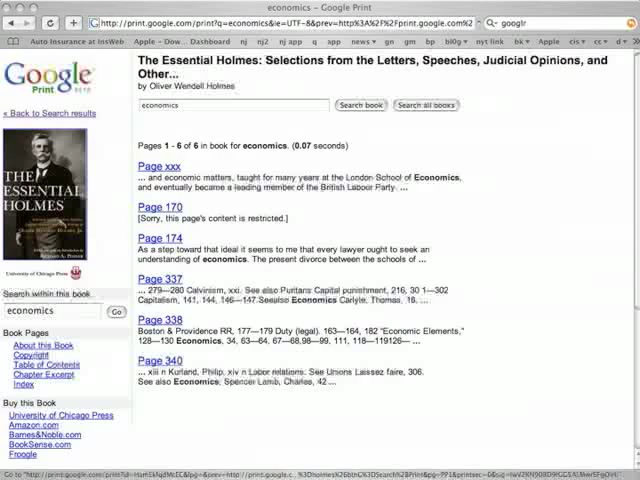 economics - Google Print
http://print.google.com/print?q=economics&ie=UTF-8&prev=http%3A%2F%2Fprint.google.com%2
googlr
Auto Insurance at InsWeb Apple – Dow... Dashboard nj nj2 nj app q app news gn gm bp bl0g nyt link bk Apple cis cc d
Google
Print BETA
« Back to Search results
THE
ESSENTIAL
HOLMES
University of Chicago Press
Search within this book
economics Go
Book Pages
About this Book
Copyright
Table of Contents
Chapter Excerpt
Index
Buy this Book
University of Chicago Press
Amazon.com
Barnes&Noble.com
BookSense.com
Froogle
The Essential Holmes: Selections from the Letters, Speeches, Judicial Opinions, and
Other...
by Oliver Wendell Holmes
economics Search book Search all books
Pages 1 - 6 of 6 in book for economics. (0.07 seconds)
Page xxx
... and economic matters, taught for many years at the London School of Economics,
and eventually became a leading member of the British Labour Party. ...
Page 170
[Sorry, this page's content is restricted.]
Page 174
As a step toward that ideal it seems to me that every lawyer ought to seek an
understanding of economics. The present divorce between the schools of ...
Page 337
... 279—280 Calvinism, xxi. See also Puritans Capital punishment, 216, 30 1—302
Capitalism, 141, 144, 146—147.Seealso Economics Carlyle, Thomas, 16. ...
Page 338
Boston & Providence RR, 177—179 Duty (legal). 163—164, 182 "Economic Elements,"
128—130 Economics, 34, 63—64, 67—68,98—99, 111, 118—119126— ...
Page 340
... xiii n Kurland, Philip, xiv n Labor relations: See Unions Laissez faire, 306.
See also Economics; Spencer Lamb, Charles, 42 ...